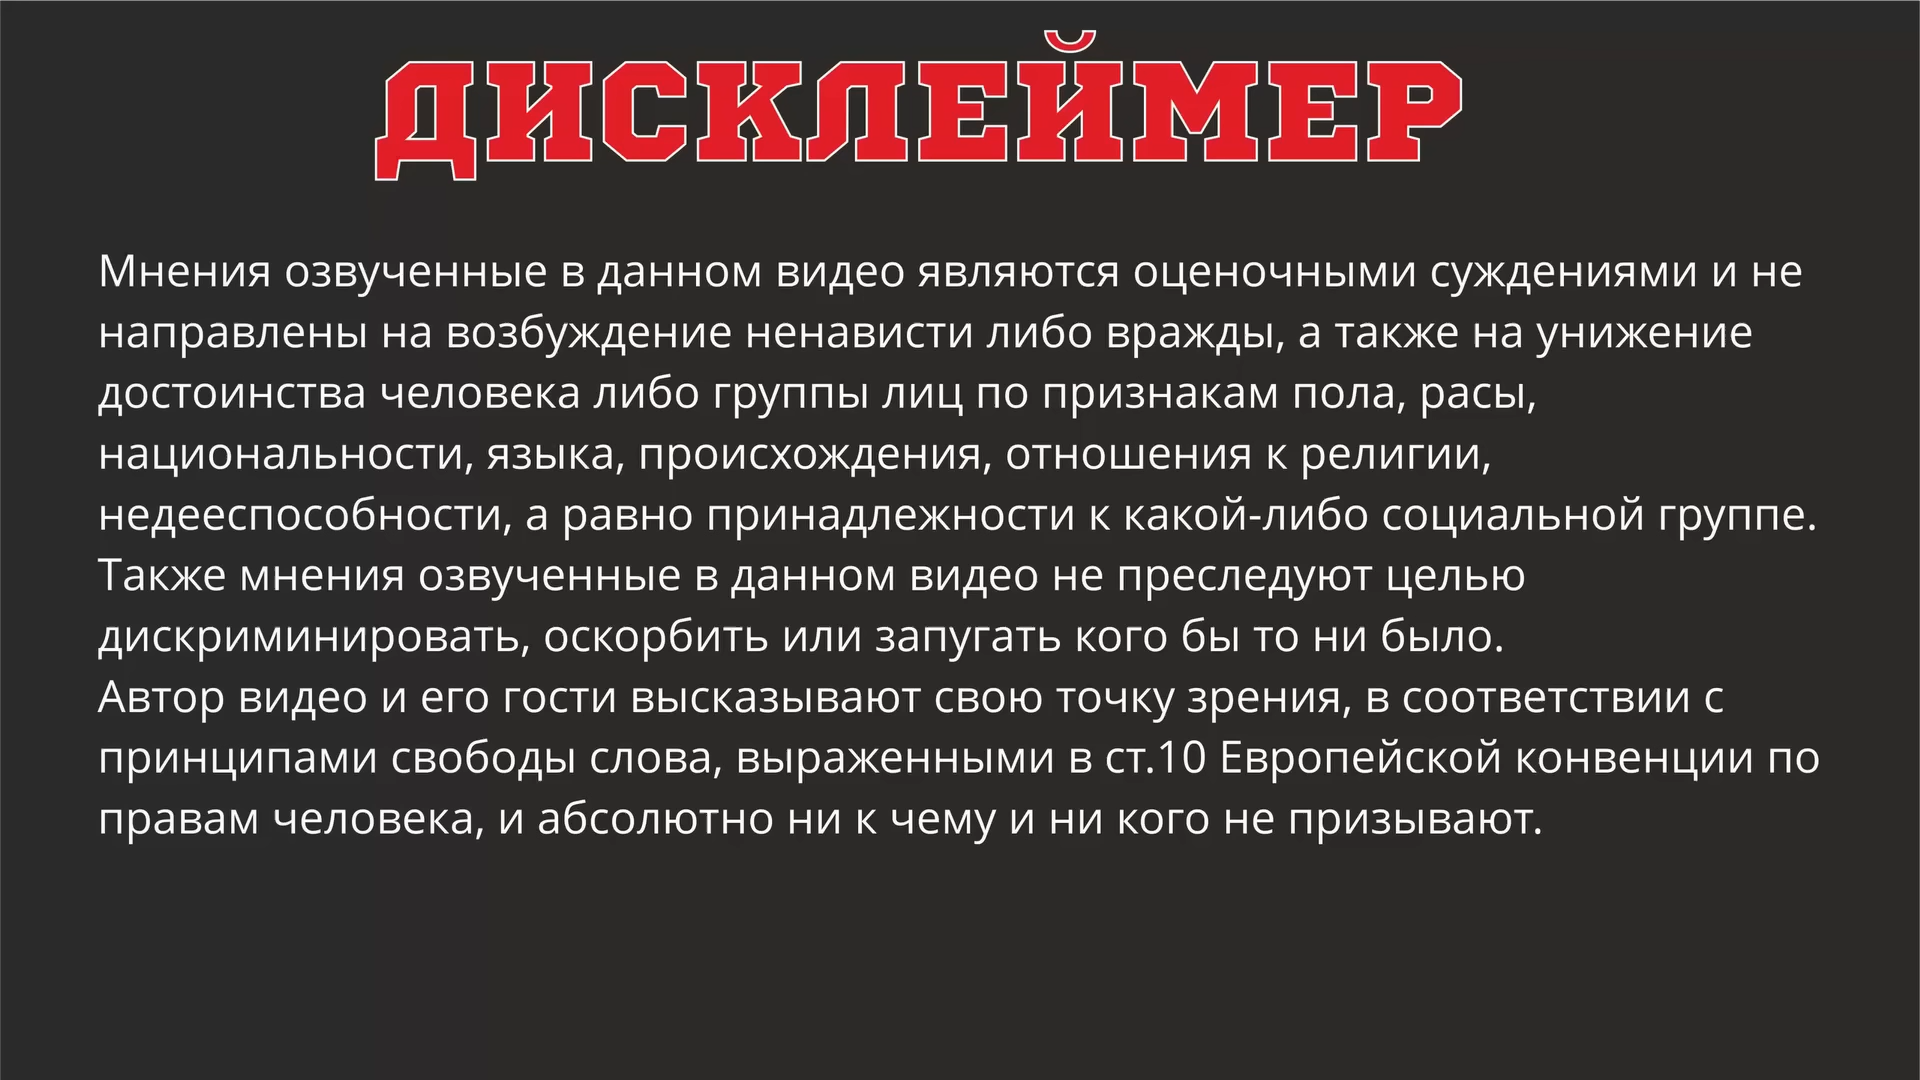 ДИСКЛЕЙМЕР
Мнения озвученные в данном видео являются оценочными суждениями и не
направлены на возбуждение ненависти либо вражды, а также на унижение
достоинства человека либо группы лиц по признакам пола, расы,
национальности, языка, происхождения, отношения к религии,
недееспособности, а равно принадлежности к какой-либо социальной группе.
Также мнения озвученные в данном видео не преследуют целью
дискриминировать, оскорбить или запугать кого бы то ни было.
Автор видео и его гости высказывают свою точку зрения, в соответствии с
принципами свободы слова, выраженными в ст.10 Европейской конвенции по
правам человека, и абсолютно ни к чему и ни кого не призывают.